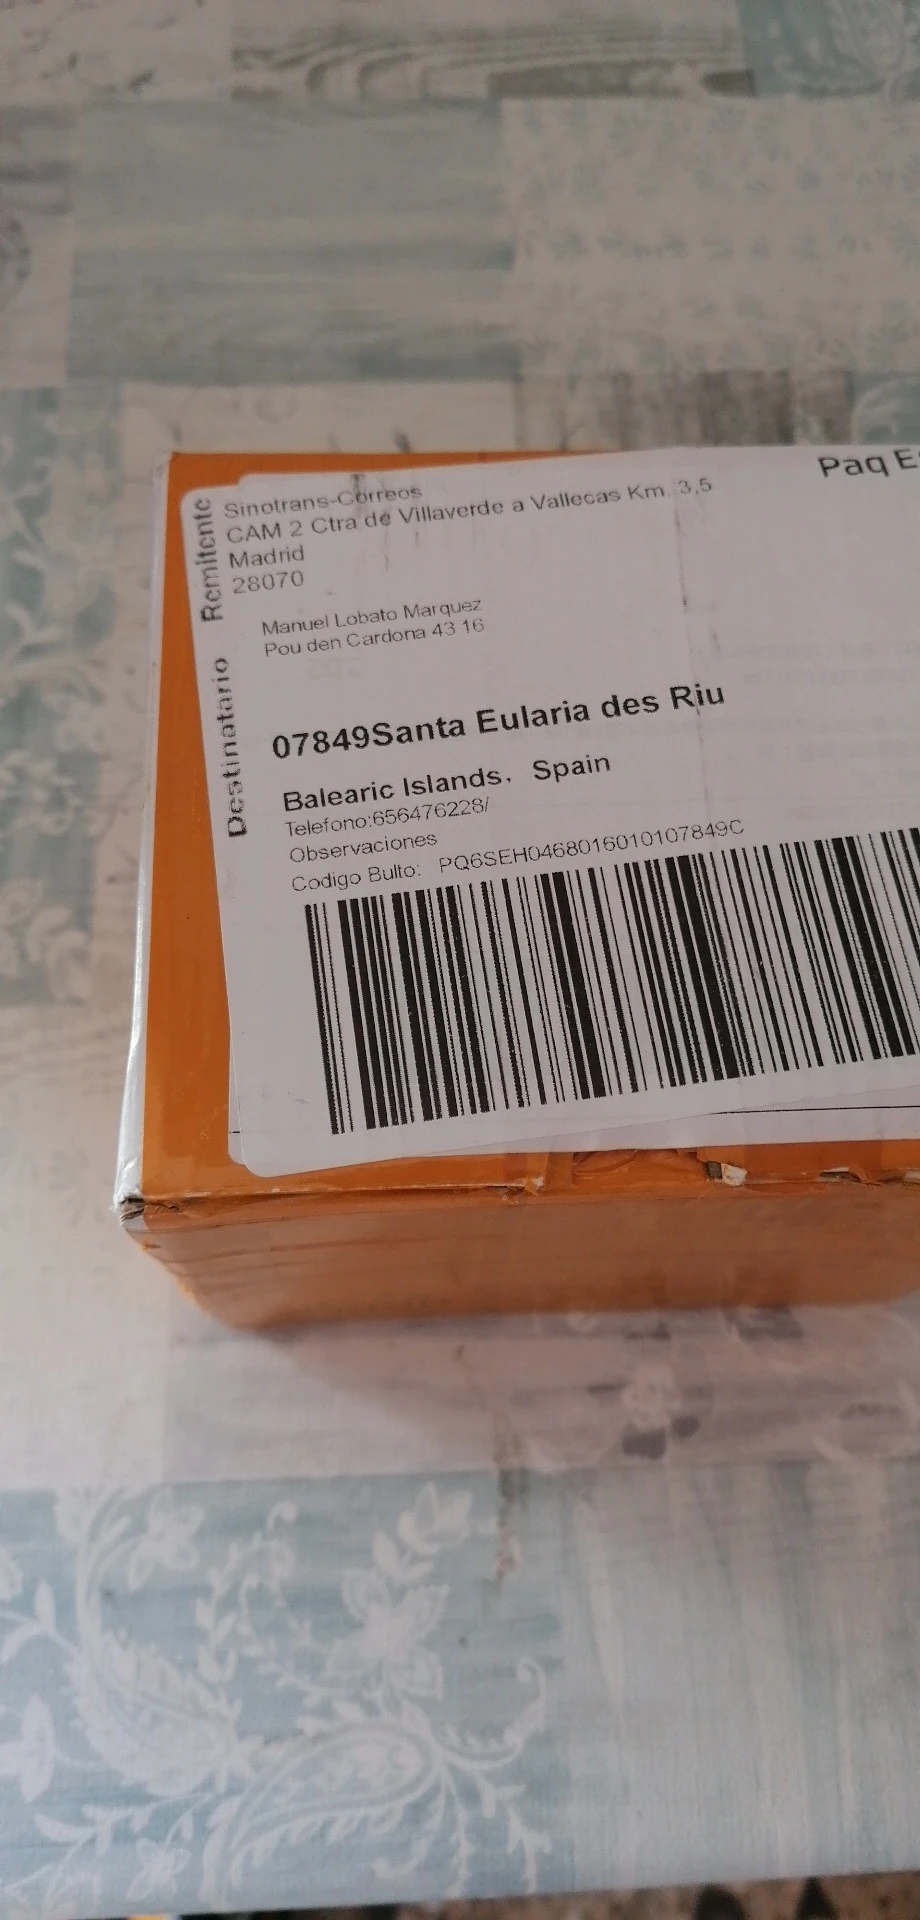 Paq Es
Remitente
Sinotrans-Correos
CAM 2 Ctra de Villaverde a Vallecas Km. 3,5
Madrid
28070
Destinatario
Manuel Lobato Marquez
Pou den Cardona 43 16
07849Santa Eularia des Riu
Balearic Islands, Spain
Telefono:656476228/
Observaciones
Codigo Bulto: PQ6SEH0468016010107849C